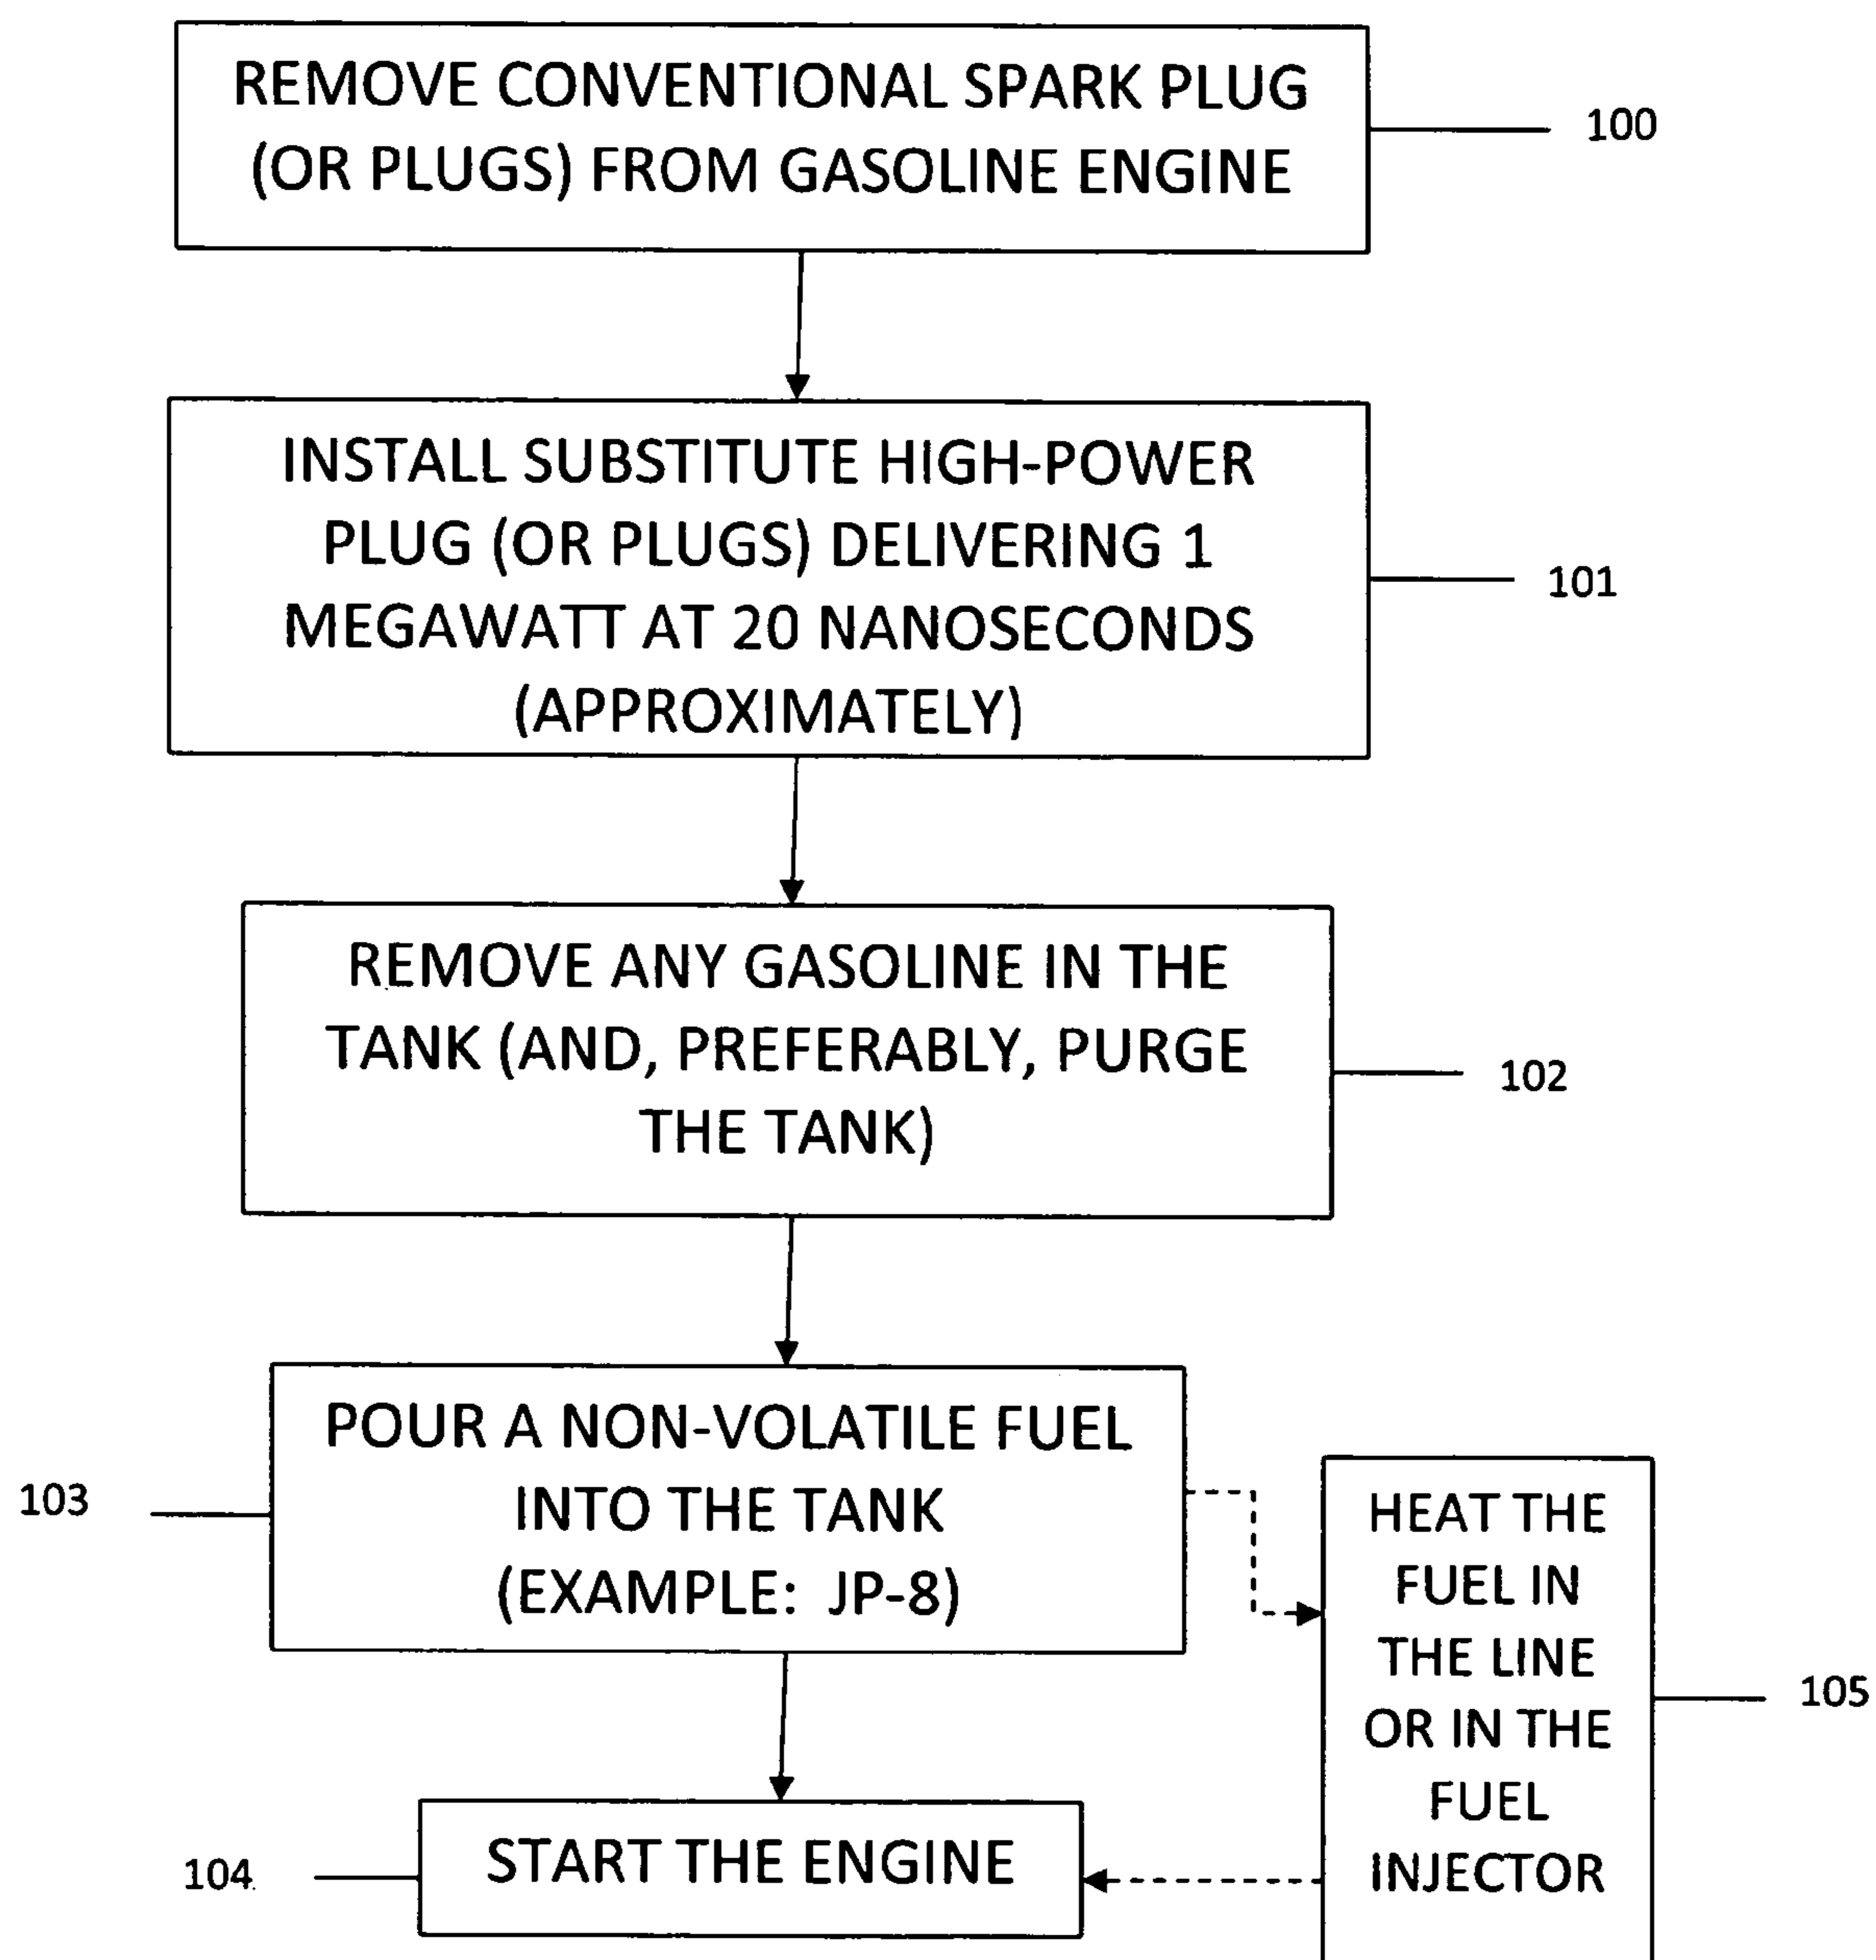 REMOVE CONVENTIONAL SPARK PLUG
(OR PLUGS) FROM GASOLINE ENGINE
100
INSTALL SUBSTITUTE HIGH-POWER
PLUG (OR PLUGS) DELIVERING 1
MEGAWATT AT 20 NANOSECONDS
(APPROXIMATELY)
101
REMOVE ANY GASOLINE IN THE
TANK (AND, PREFERABLY, PURGE
THE TANK)
102
POUR A NON-VOLATILE FUEL
INTO THE TANK
(EXAMPLE: JP-8)
103
HEAT THE
FUEL IN
THE LINE
OR IN THE
FUEL
INJECTOR
105
START THE ENGINE
104